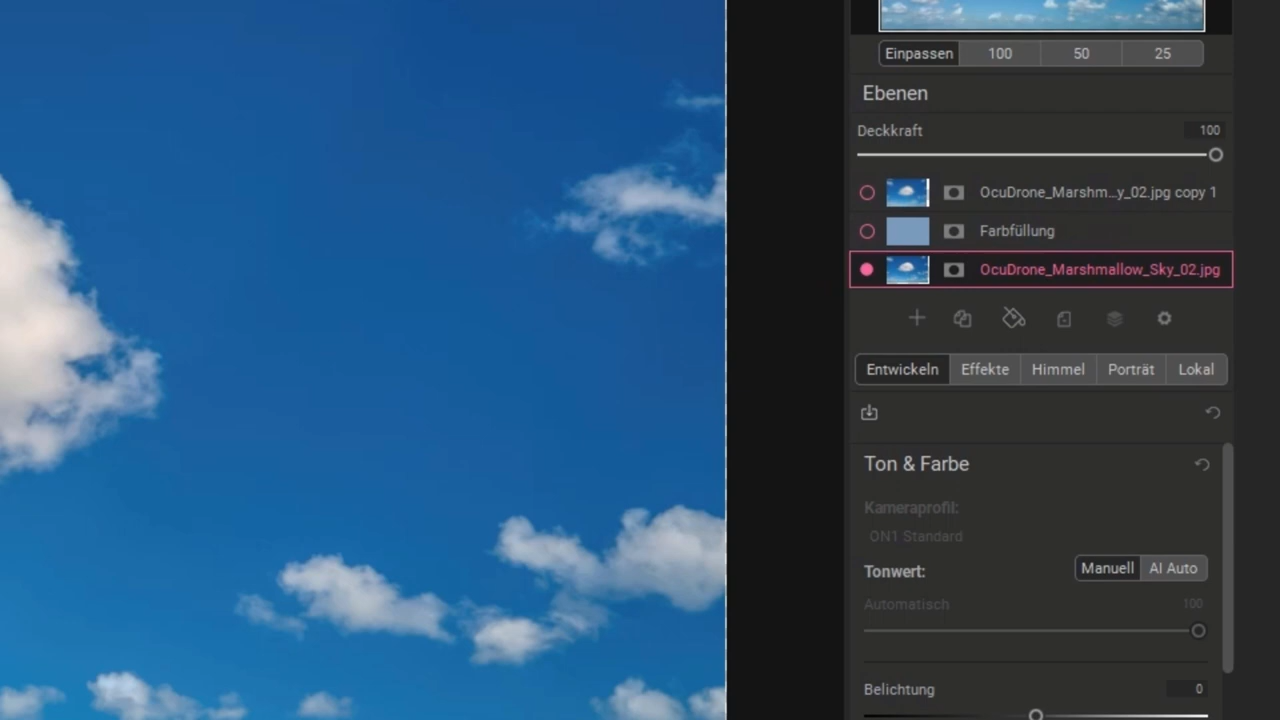 Einpassen 100 50 25
Ebenen
Deckkraft 100
OcuDrone_Marshm...y_02.jpg copy 1
Farbfüllung
OcuDrone_Marshmallow_Sky_02.jpg
Entwickeln Effekte Himmel Porträt Lokal
Ton & Farbe
Kameraprofil:
ON1 Standard
Tonwert: Manuell AI Auto
Automatisch 100
Belichtung 0